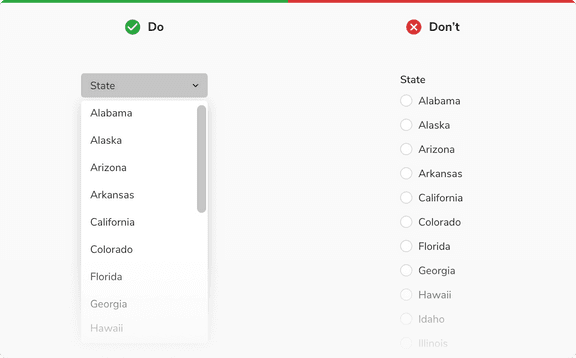 Do
State
Alabama
Alaska
Arizona
Arkansas
California
Colorado
Florida
Georgia
Hawaii
Don't
State
Alabama
Alaska
Arizona
Arkansas
California
Colorado
Florida
Georgia
Hawaii
Idaho
Illinois